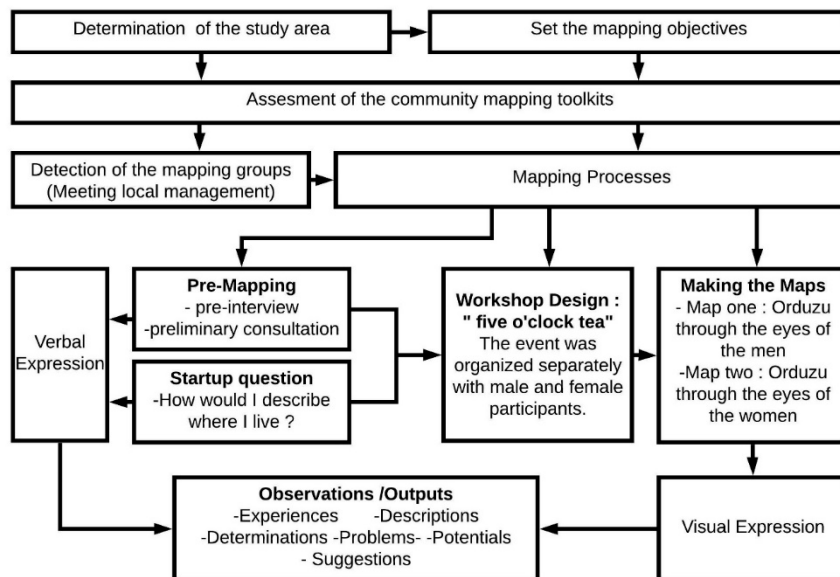 Determination of the study area
Set the mapping objectives
Assesment of the community mapping toolkits
Detection of the mapping groups
(Meeting local management)
Mapping Processes
Verbal
Expression
Pre-Mapping
- pre-interview
-preliminary consultation
Startup question
-How would I describe
where I live ?
Workshop Design :
" five o'clock tea"
The event was
organized separately
with male and female
participants.
Making the Maps
- Map one : Orduzu
through the eyes of
the men
-Map two : Orduzu
through the eyes of
the women
Observations /Outputs
-Experiences -Descriptions
-Determinations -Problems- -Potentials
- Suggestions
Visual Expression